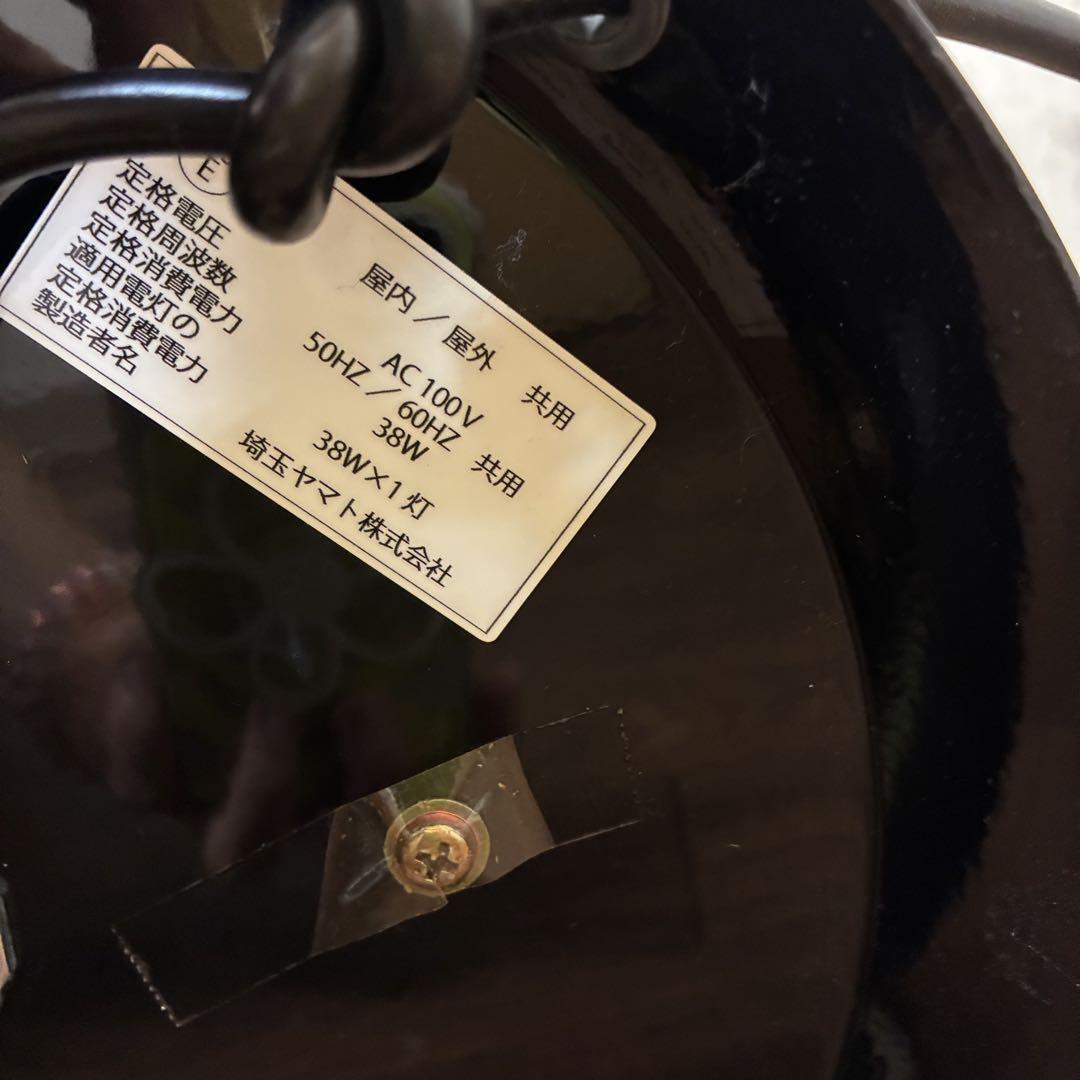 E
屋内／屋外 共用
定格電圧 AC 100V
定格周波数 50HZ／60HZ 共用
定格消費電力 38W
適用電灯の
定格消費電力 38W×1灯
製造者名 埼玉ヤマト株式会社